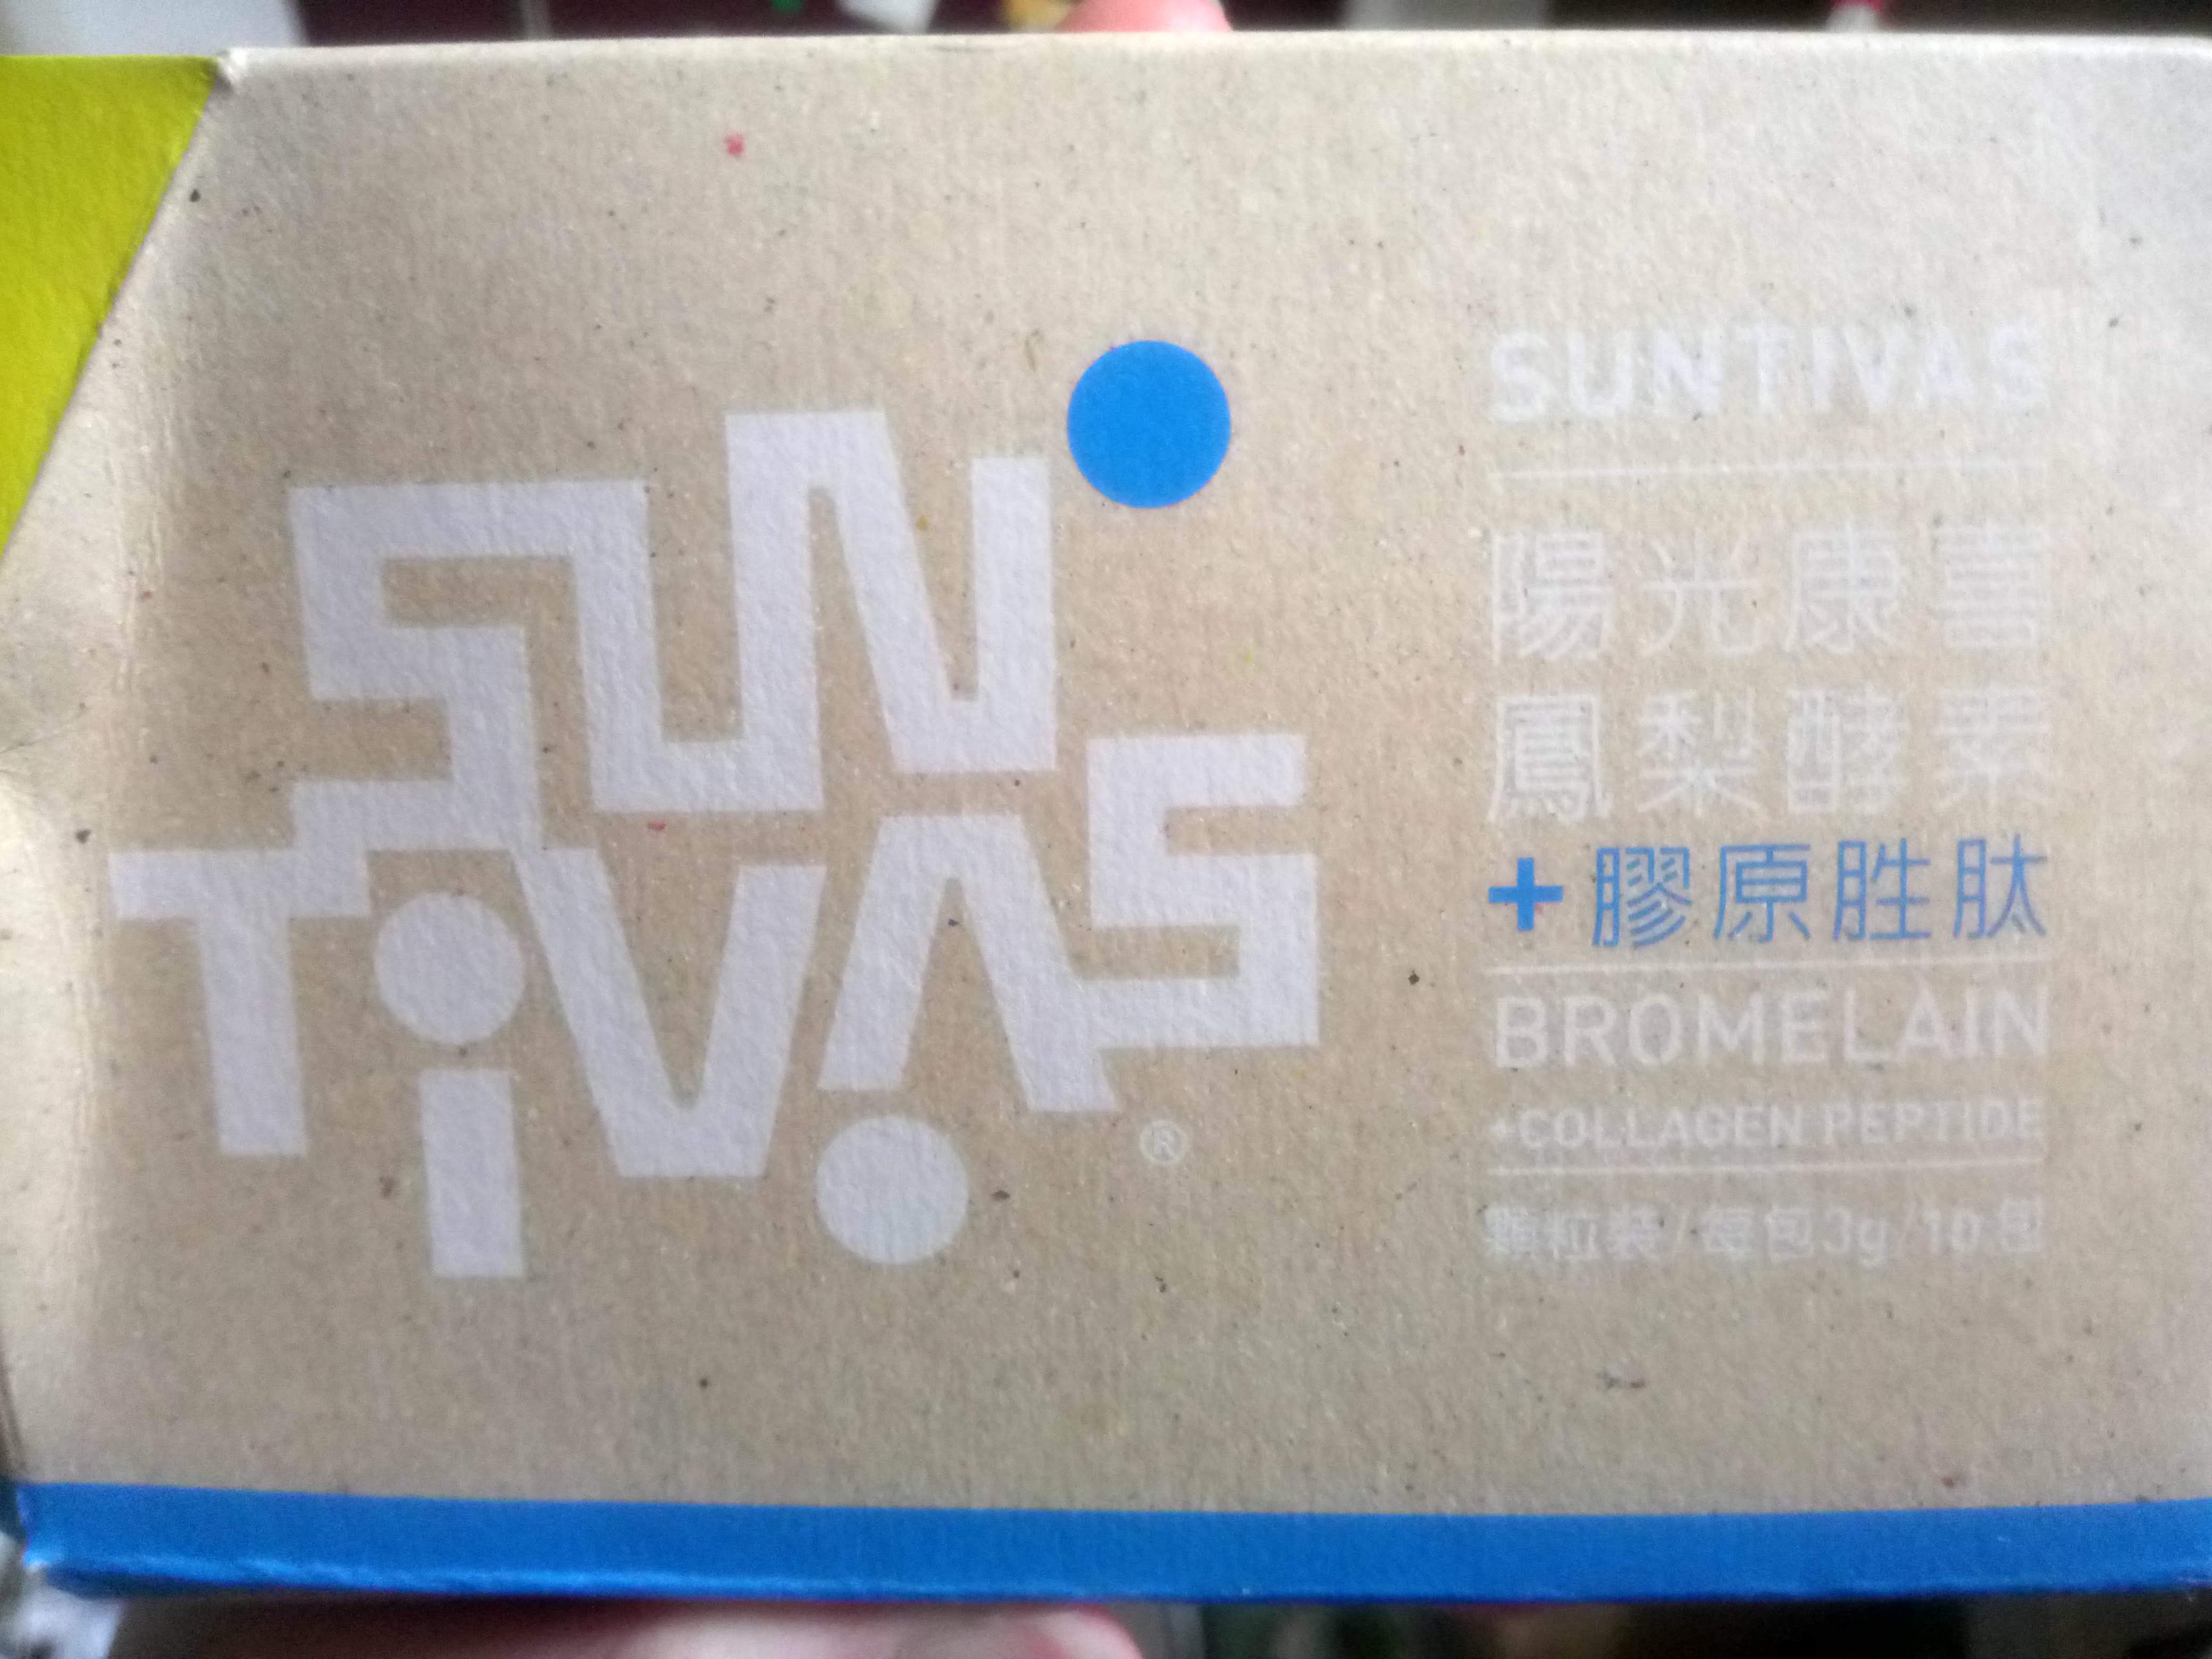 SUN
TiVAS
®
SUNTIVAS
陽光康喜
鳳梨酵素
+膠原胜肽
BROMELAIN
+COLLAGEN PEPTIDE
顆粒裝/每包3g/10包